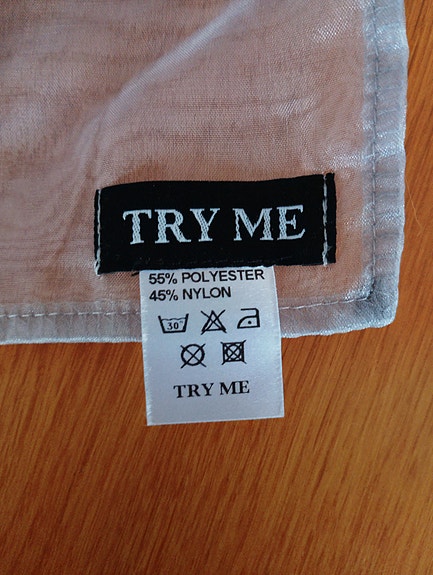 TRY ME
55% POLYESTER
45% NYLON
30
TRY ME